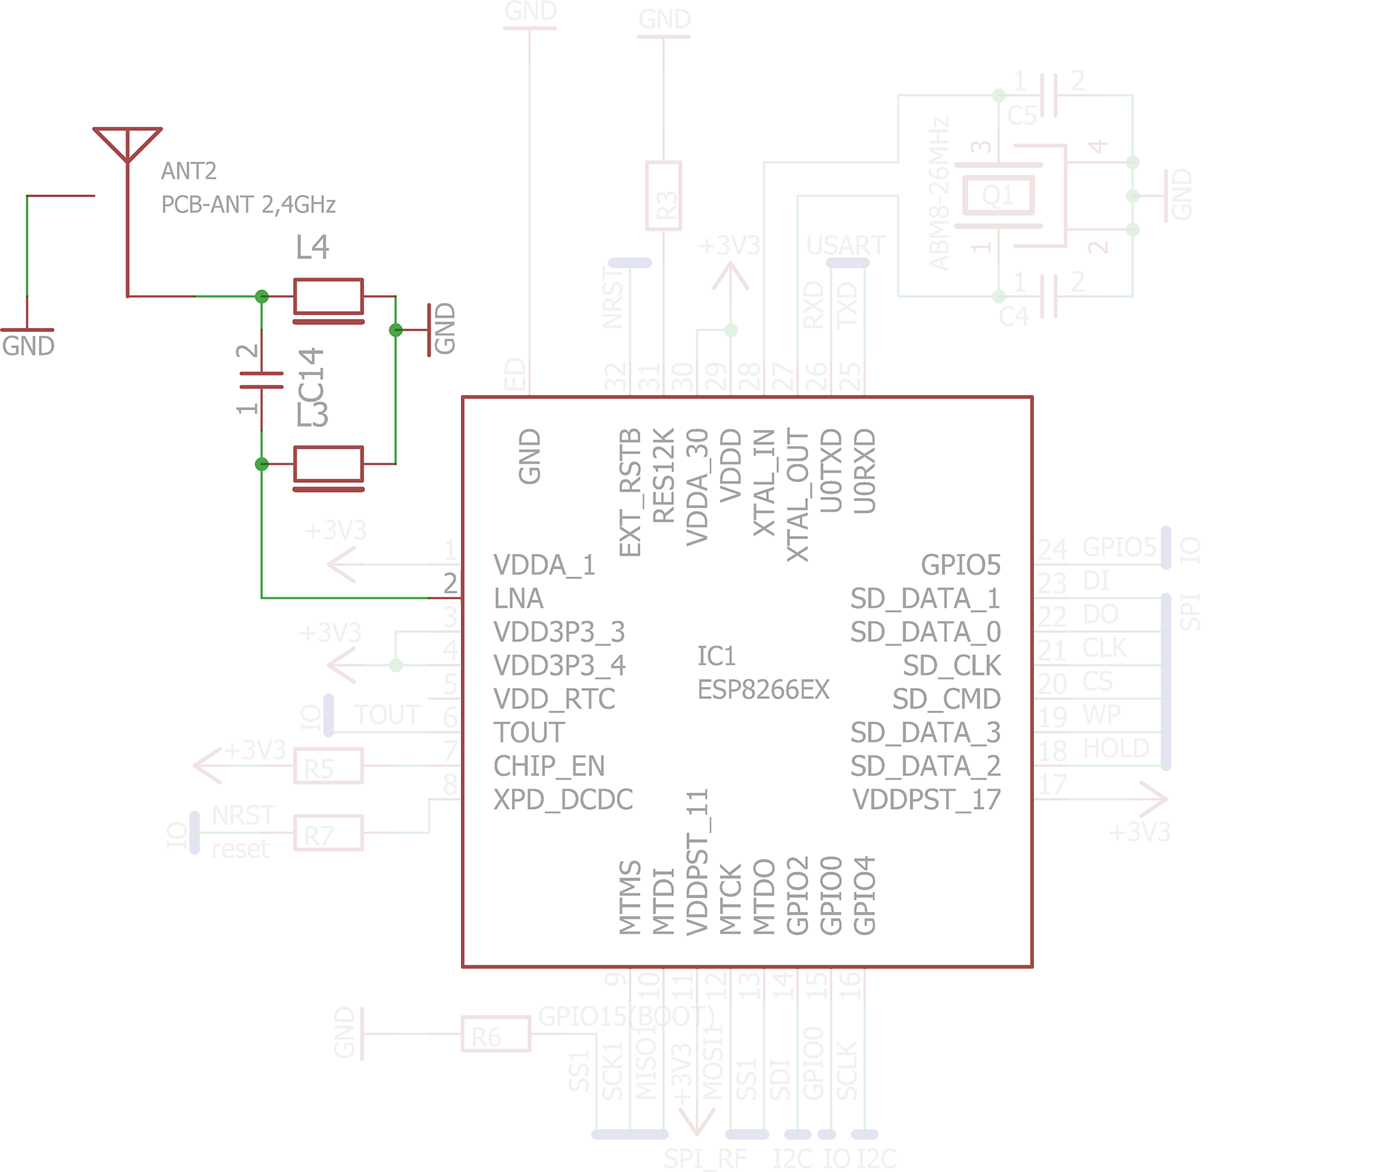 GND
GND
ANT2
PCB-ANT 2,4GHz
GND
L4
GND
2
C14
1
L3
R3
+3V3
NRST
USART
RXD
TXD
ABM8-26MHz
1
2
C5
3
4
Q1
1
2
GND
1
2
C4
ED
32
31
30
29
28
27
26
25
GND
EXT_RSTB
RES12K
VDDA_30
VDDD
XTAL_IN
XTAL_OUT
U0TXD
U0RXD
+3V3
1
VDDA_1
2
LNA
+3V3
3
VDD3P3_3
4
VDD3P3_4
5
VDD_RTC
IO
TOUT
6
TOUT
+3V3
R5
7
CHIP_EN
8
XPD_DCDC
IO
NRST
reset
R7
IC1
ESP8266EX
GPIO5
24
GPIO5
IO
SD_DATA_1
23
DI
SPI
SD_DATA_0
22
DO
SD_CLK
21
CLK
SD_CMD
20
CS
SD_DATA_3
19
WP
SD_DATA_2
18
HOLD
VDDPST_17
17
+3V3
MTMS
MTDI
VDDPST_11
MTCK
MTDO
GPIO2
GPIO0
GPIO4
9
10
11
12
13
14
15
16
GND
R6
GPIO15(BOOT)
SS1
SCK1
MISO1
+3V3
MOSI1
SS1
SDI
GPIO0
SCLK
SPI_RF
I2C
IO
I2C